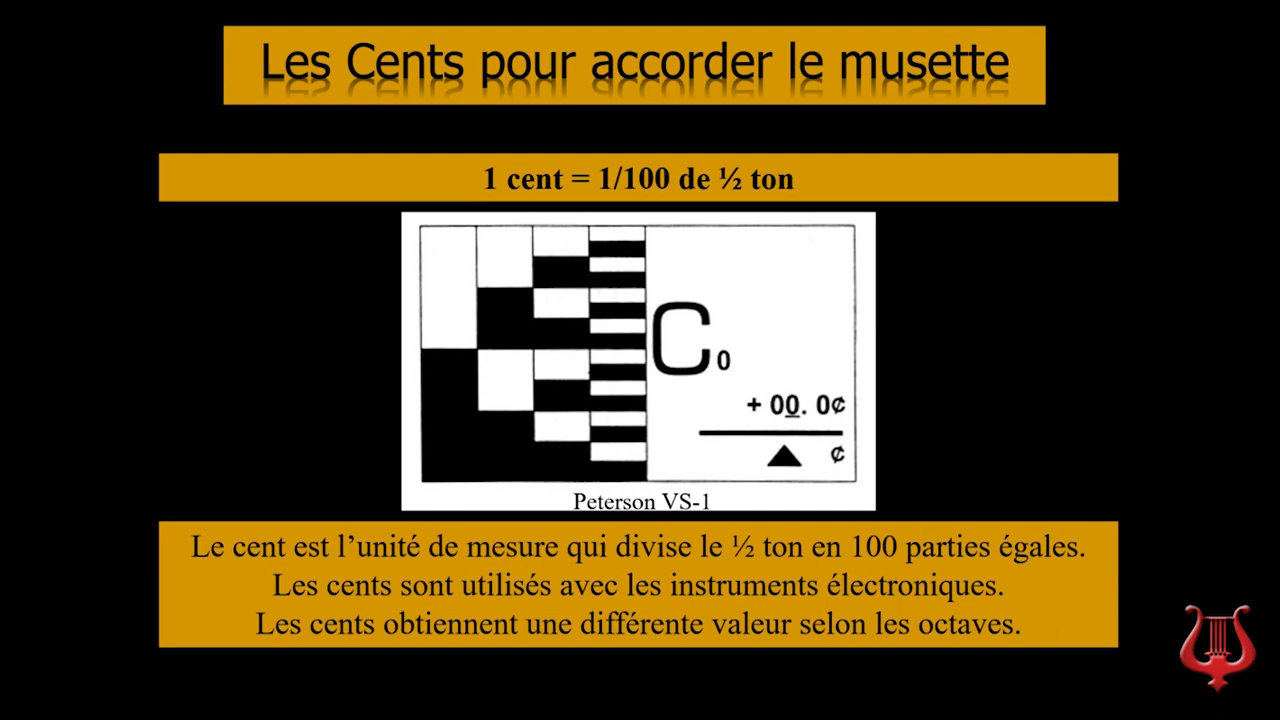 Les Cents pour accorder le musette
1 cent = 1/100 de ½ ton
C0
+ 00. 0¢
¢
Peterson VS-1
Le cent est l’unité de mesure qui divise le ½ ton en 100 parties égales.
Les cents sont utilisés avec les instruments électroniques.
Les cents obtiennent une différente valeur selon les octaves.